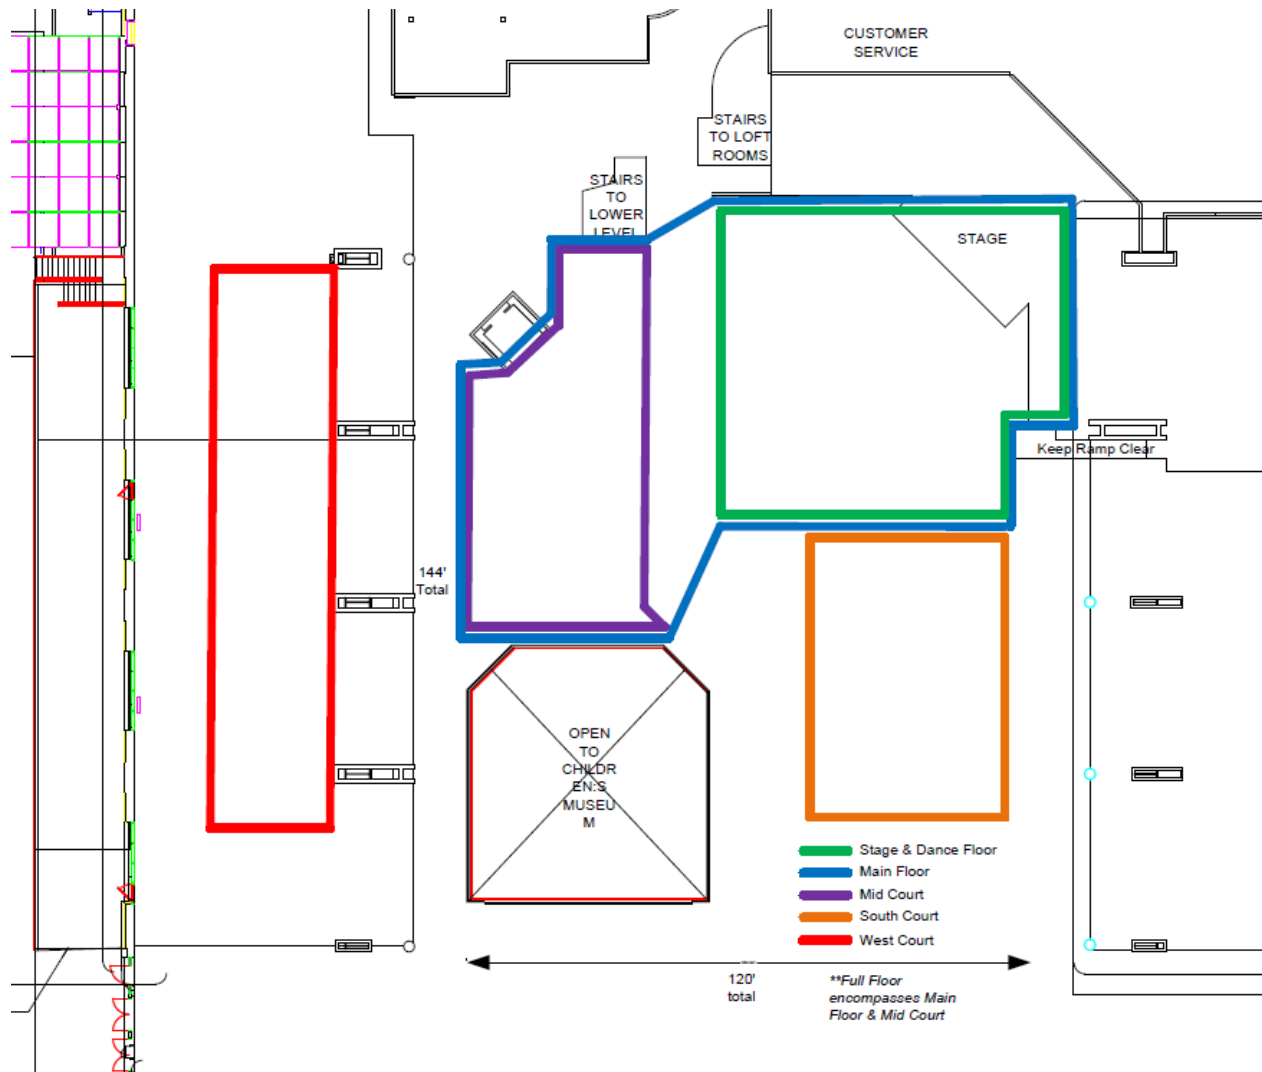 CUSTOMER
SERVICE
STAIRS
TO LOFT
ROOMS
STAIRS
TO
LOWER
LEVEL
STAGE
Keep Ramp Clear
144'
Total
OPEN
TO
CHILDR
EN:S
MUSEU
M
Stage & Dance Floor
Main Floor
Mid Court
South Court
West Court
120'
total
**Full Floor
encompasses Main
Floor & Mid Court